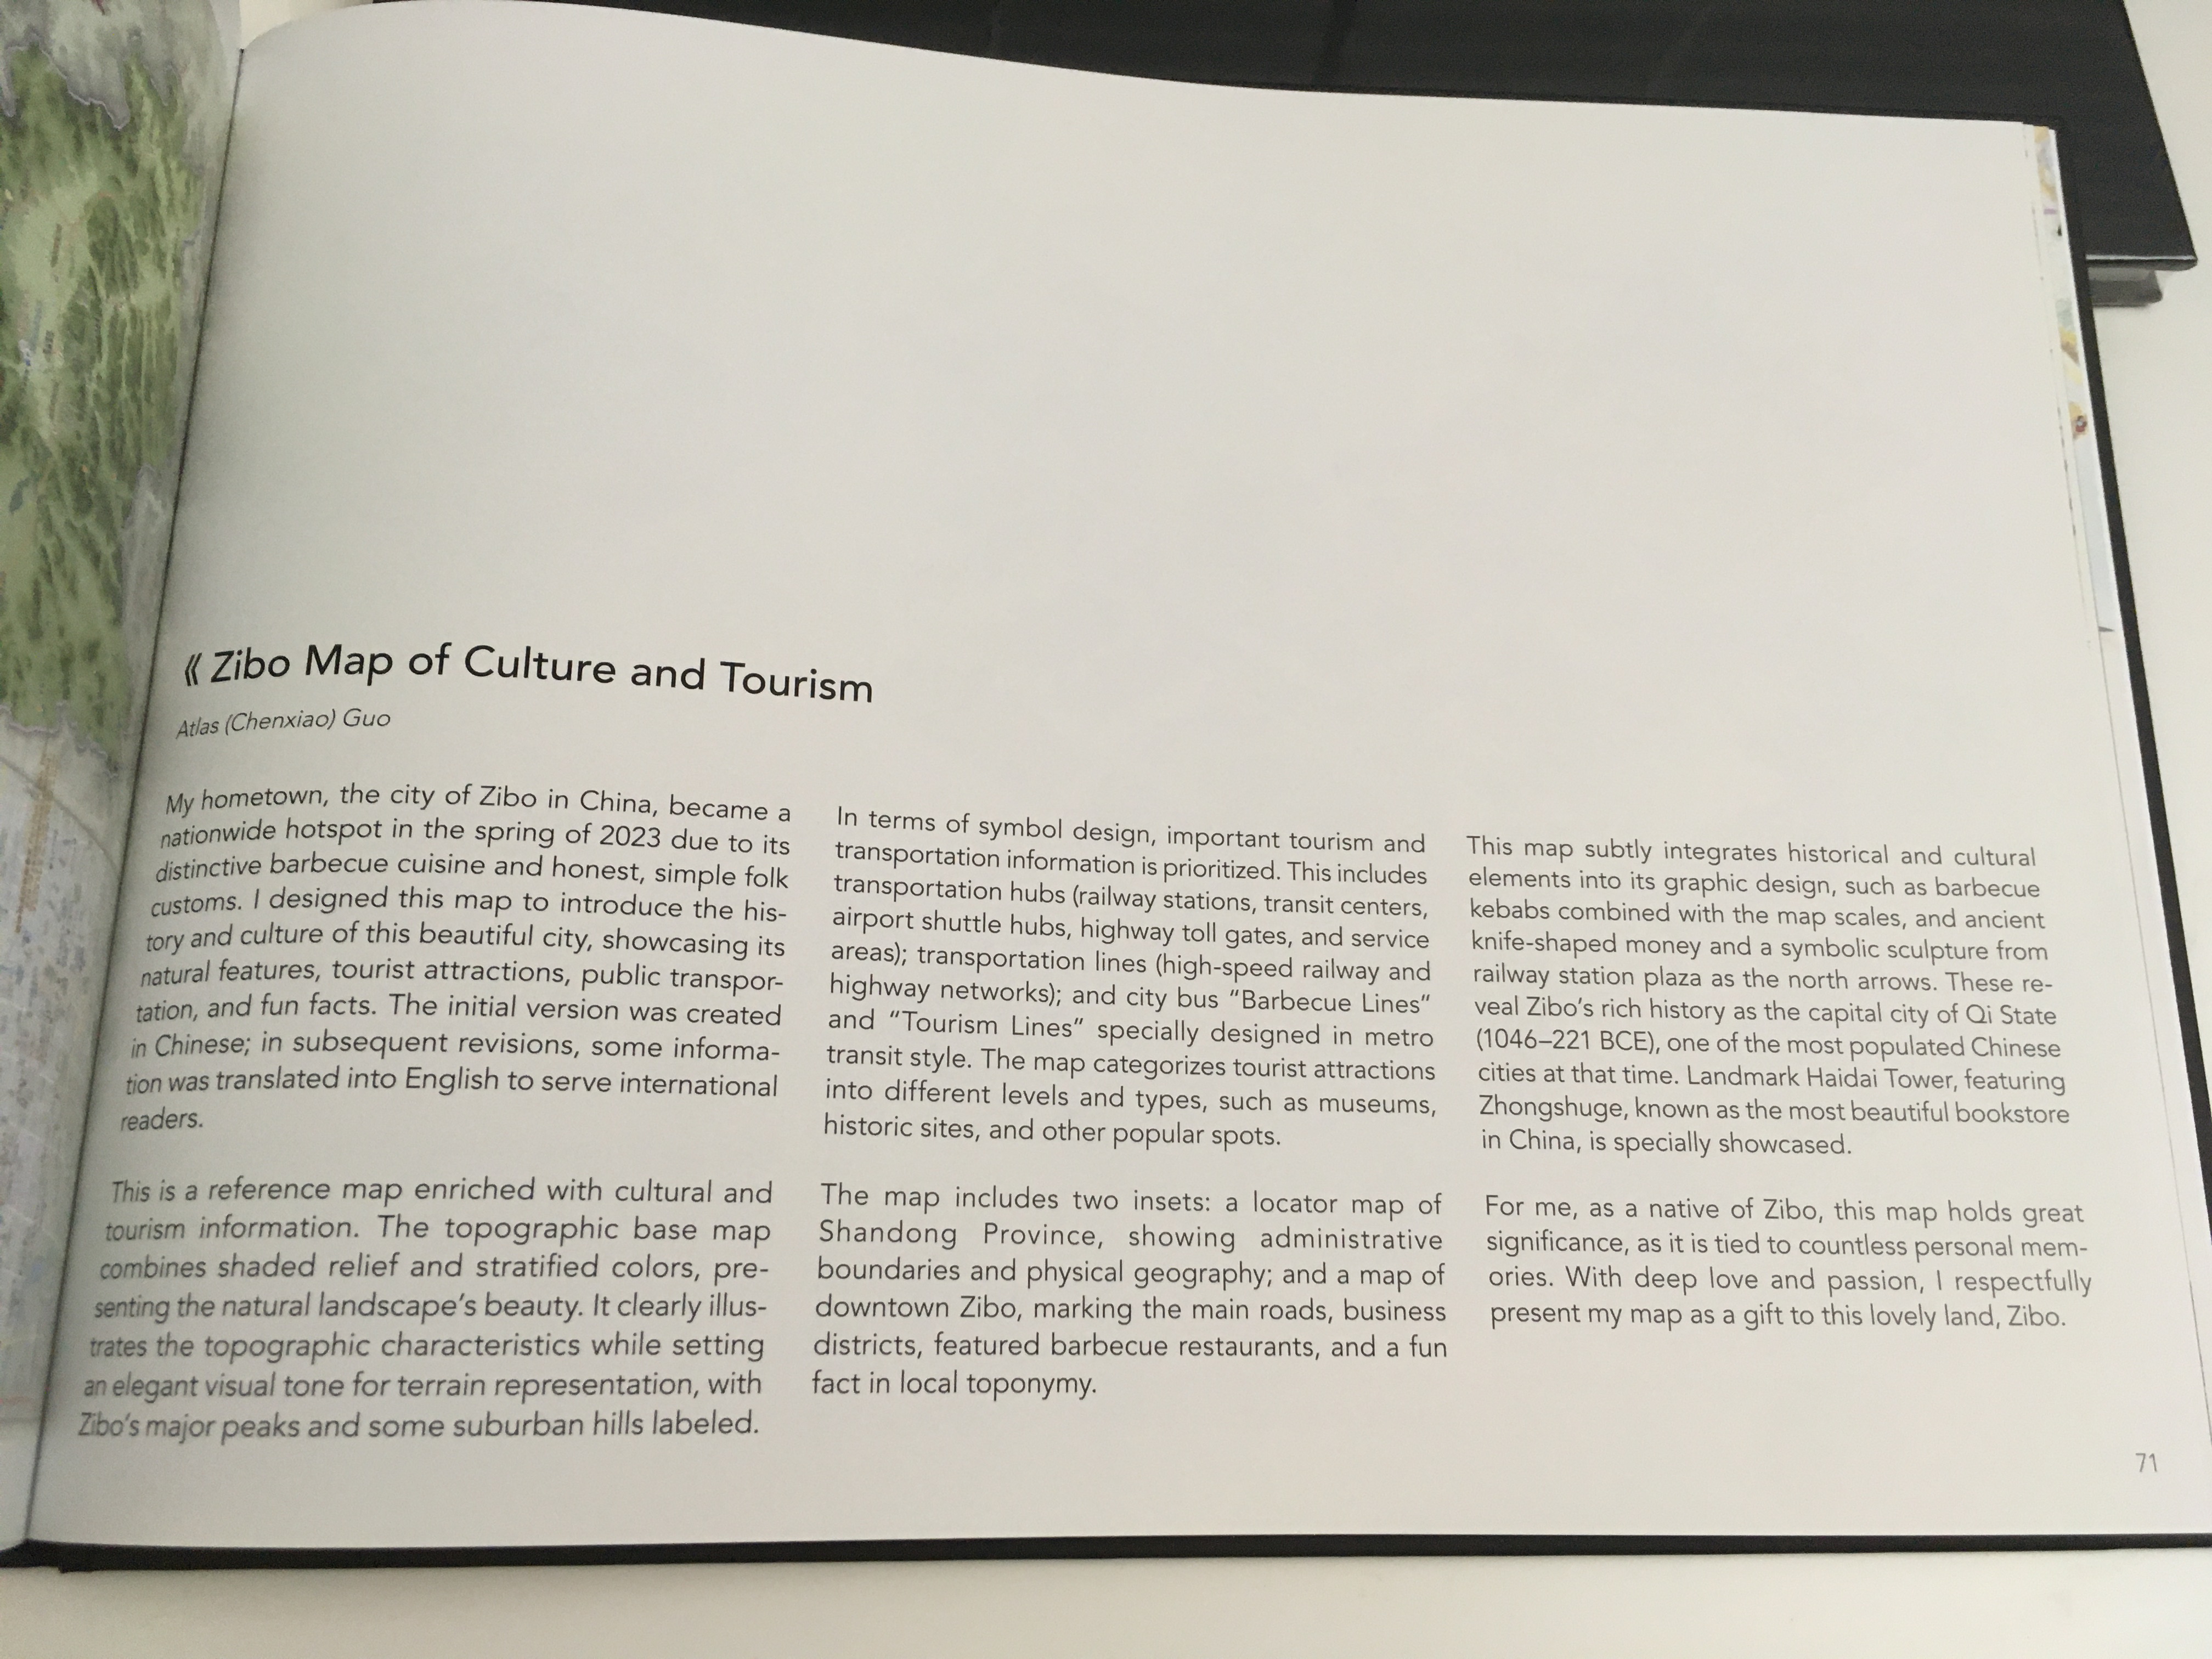 ⟪ Zibo Map of Culture and Tourism
Atlas (Chenxiao) Guo
My hometown, the city of Zibo in China, became a
nationwide hotspot in the spring of 2023 due to its
distinctive barbecue cuisine and honest, simple folk
customs. I designed this map to introduce the his-
tory and culture of this beautiful city, showcasing its
natural features, tourist attractions, public transpor-
tation, and fun facts. The initial version was created
in Chinese; in subsequent revisions, some informa-
tion was translated into English to serve international
readers.
This is a reference map enriched with cultural and
tourism information. The topographic base map
combines shaded relief and stratified colors, pre-
senting the natural landscape's beauty. It clearly illus-
trates the topographic characteristics while setting
an elegant visual tone for terrain representation, with
Zibo's major peaks and some suburban hills labeled.
In terms of symbol design, important tourism and
transportation information is prioritized. This includes
transportation hubs (railway stations, transit centers,
airport shuttle hubs, highway toll gates, and service
areas); transportation lines (high-speed railway and
highway networks); and city bus "Barbecue Lines"
and "Tourism Lines" specially designed in metro
transit style. The map categorizes tourist attractions
into different levels and types, such as museums,
historic sites, and other popular spots.
The map includes two insets: a locator map of
Shandong Province, showing administrative
boundaries and physical geography; and a map of
downtown Zibo, marking the main roads, business
districts, featured barbecue restaurants, and a fun
fact in local toponymy.
This map subtly integrates historical and cultural
elements into its graphic design, such as barbecue
kebabs combined with the map scales, and ancient
knife-shaped money and a symbolic sculpture from
railway station plaza as the north arrows. These re-
veal Zibo's rich history as the capital city of Qi State
(1046–221 BCE), one of the most populated Chinese
cities at that time. Landmark Haidai Tower, featuring
Zhongshuge, known as the most beautiful bookstore
in China, is specially showcased.
For me, as a native of Zibo, this map holds great
significance, as it is tied to countless personal mem-
ories. With deep love and passion, I respectfully
present my map as a gift to this lovely land, Zibo.
71